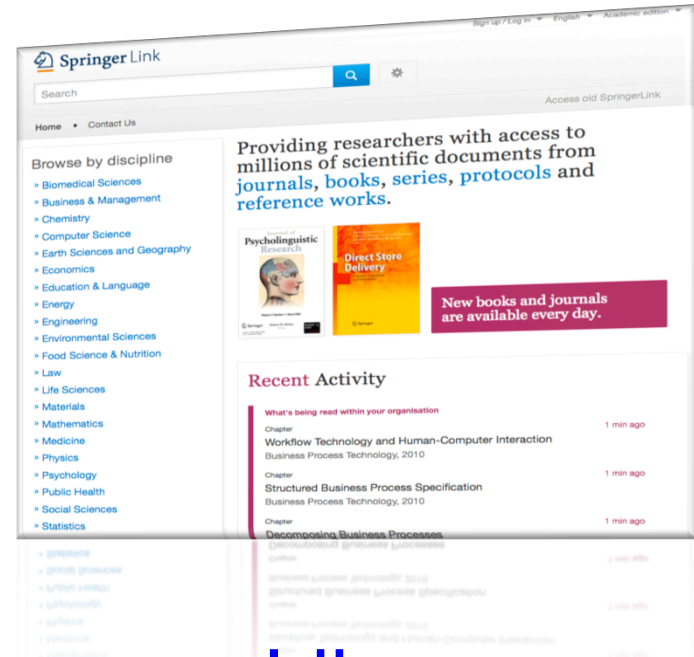 Sign up / Log in English Academic edition
Springer Link
Search
Access old SpringerLink
Home • Contact Us
Browse by discipline
» Biomedical Sciences
» Business & Management
» Chemistry
» Computer Science
» Earth Sciences and Geography
» Economics
» Education & Language
» Energy
» Engineering
» Environmental Sciences
» Food Science & Nutrition
» Law
» Life Sciences
» Materials
» Mathematics
» Medicine
» Physics
» Psychology
» Public Health
» Social Sciences
» Statistics
Providing researchers with access to
millions of scientific documents from
journals, books, series, protocols and
reference works.
Journal of
Psycholinguistic
Research
Springer
Direct Store
Delivery
Springer
New books and journals
are available every day.
Recent Activity
What's being read within your organisation
Chapter 1 min ago
Workflow Technology and Human-Computer Interaction
Business Process Technology, 2010
Chapter 1 min ago
Structured Business Process Specification
Business Process Technology, 2010
Chapter 1 min ago
Decomposing Business Processes